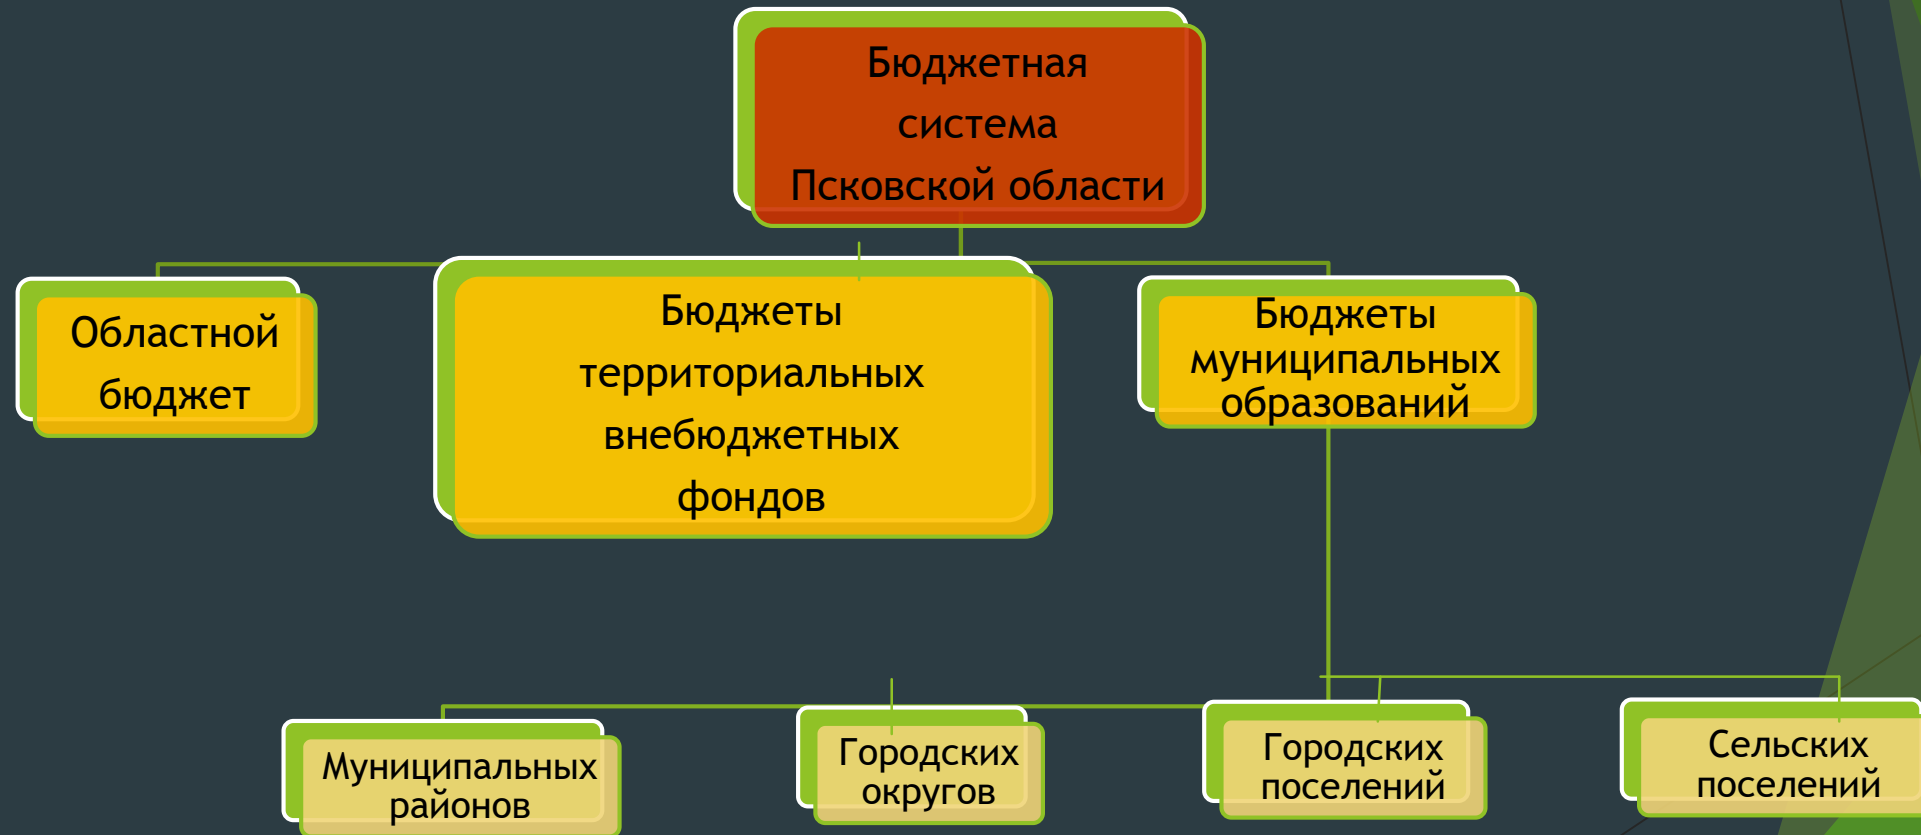 Бюджетная
система
Псковской области
Областной
бюджет
Бюджеты
территориальных
внебюджетных
фондов
Бюджеты
муниципальных
образований
Муниципальных
районов
Городских
округов
Городских
поселений
Сельских
поселений